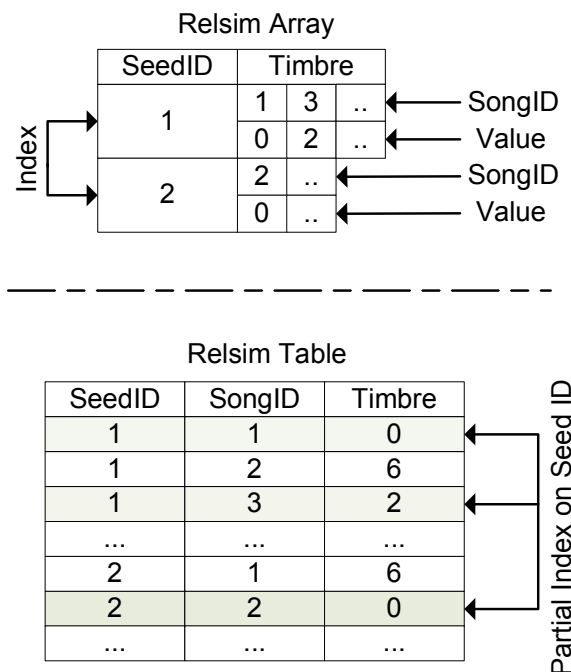 Relsim Array
SeedID Timbre
1 1 3 .. SongID
0 2 .. Value
2 2 .. SongID
0 .. Value
Index
Relsim Table
SeedID SongID Timbre
1 1 0
1 2 6
1 3 2
... ... ...
2 1 6
2 2 0
... ... ...
Partial Index on Seed ID